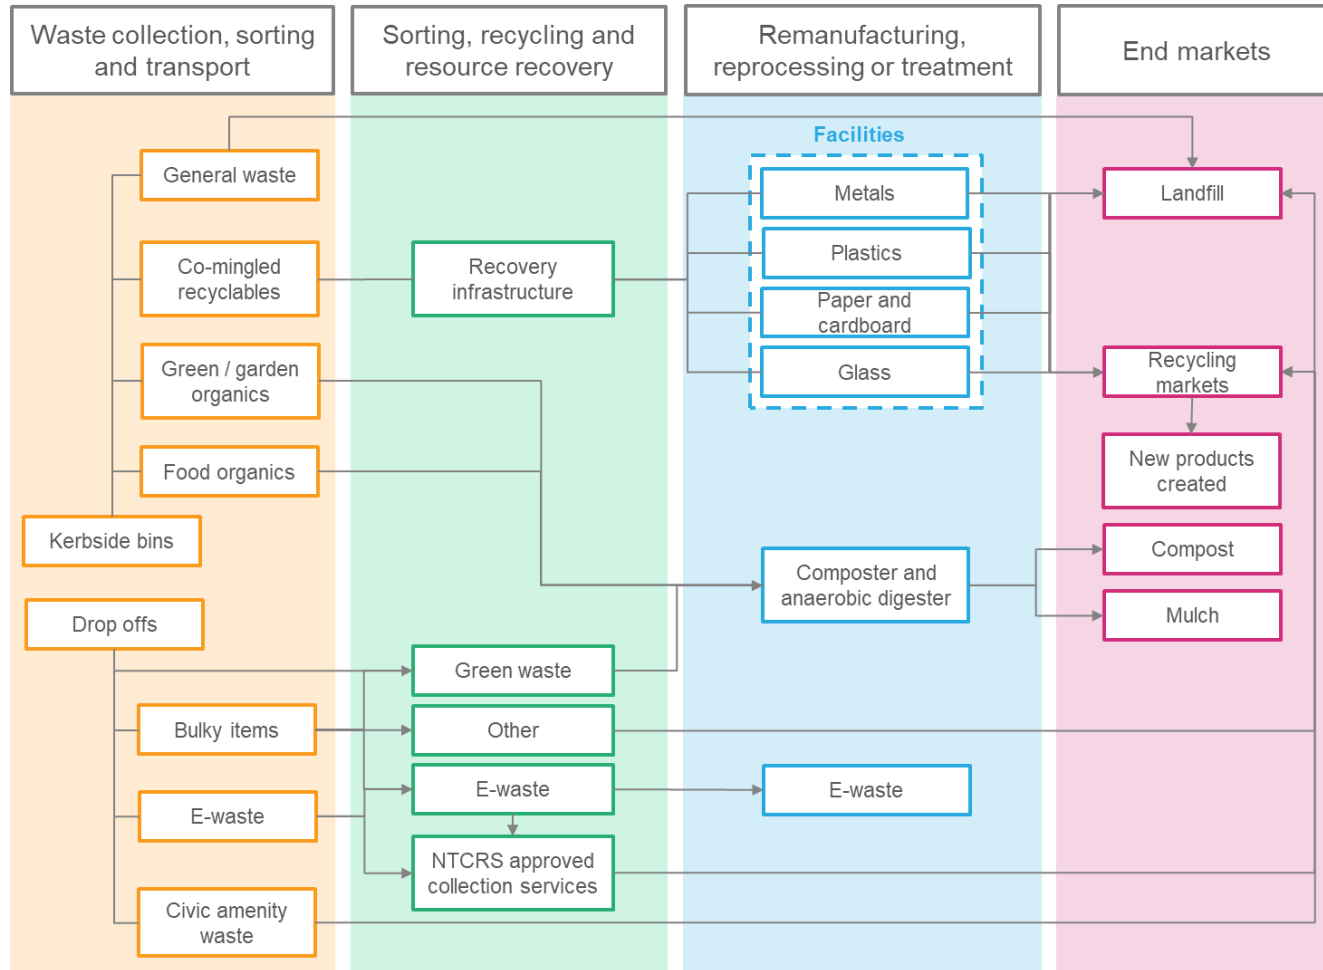 Waste collection, sorting
and transport
Sorting, recycling and
resource recovery
Remanufacturing,
reprocessing or treatment
End markets
General waste
Co-mingled
recyclables
Green / garden
organics
Food organics
Kerbside bins
Drop offs
Bulky items
E-waste
Civic amenity
waste
Recovery
infrastructure
Green waste
Other
E-waste
NTCRS approved
collection services
Facilities
Metals
Plastics
Paper and
cardboard
Glass
Composter and
anaerobic digester
E-waste
Landfill
Recycling
markets
New products
created
Compost
Mulch